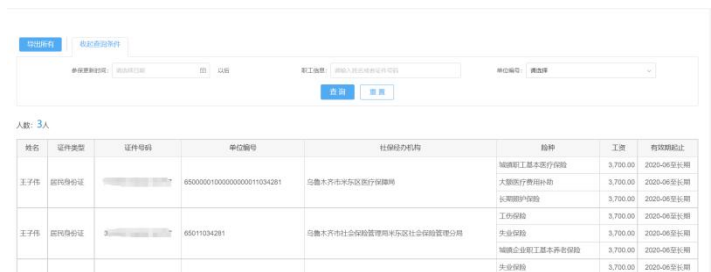 导出所有 收起查询条件
参保更新时间: 请选择日期 以后 职工信息: 请输入姓名或者证件号码 单位编号: 请选择
查询 重置
人数: 3人
姓名 证件类型 证件号码 单位编号 社保经办机构 险种 工资 有效期起止
城镇职工基本医疗保险 3,700.00 2020-06至长期
王子伟 居民身份证 65000001000000000011034281 乌鲁木齐市米东区医疗保障局 大额医疗费用补助 3,700.00 2020-06至长期
长期照护保险 3,700.00 2020-06至长期
工伤保险 3,700.00 2020-06至长期
王子伟 居民身份证 65011034281 乌鲁木齐市社会保险管理局米东区社会保险管理分局 失业保险 3,700.00 2020-06至长期
城镇企业职工基本养老保险 3,700.00 2020-06至长期
失业保险 3,700.00 2020-06至长期